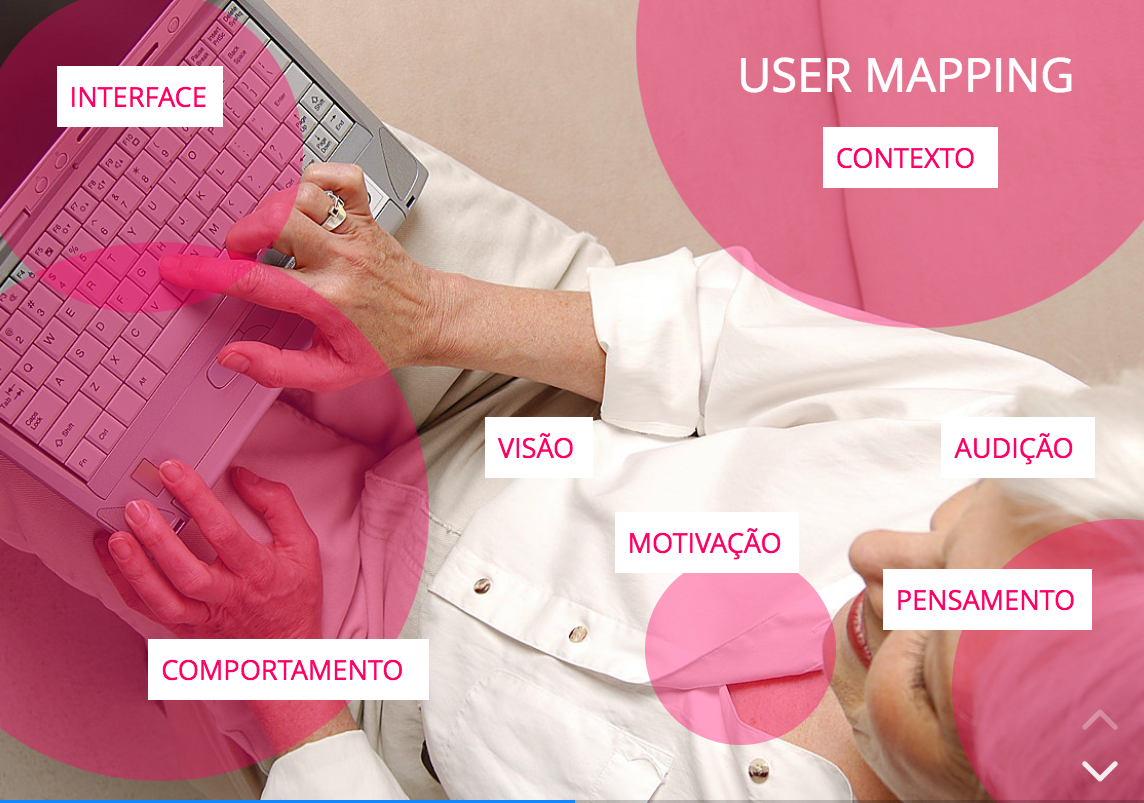 USER MAPPING
INTERFACE
CONTEXTO
VISÃO
AUDIÇÃO
MOTIVAÇÃO
PENSAMENTO
COMPORTAMENTO